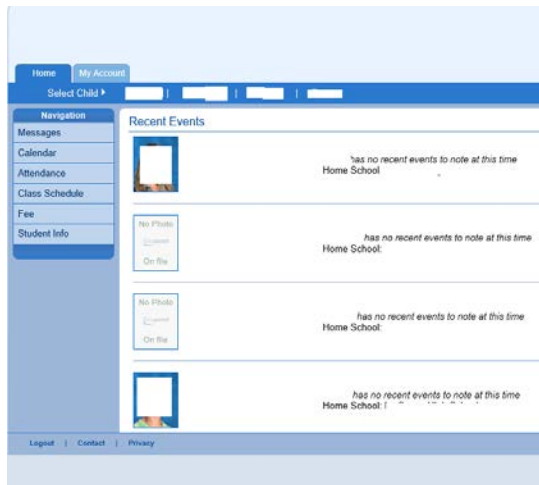 Home
My Account
Select Child
|
|
|
Navigation
Messages
Calendar
Attendance
Class Schedule
Fee
Student Info
Recent Events
has no recent events to note at this time
Home School
No Photo
On file
has no recent events to note at this time
Home School:
No Photo
On file
has no recent events to note at this time
Home School:
has no recent events to note at this time
Home School:
Logout | Contact | Privacy